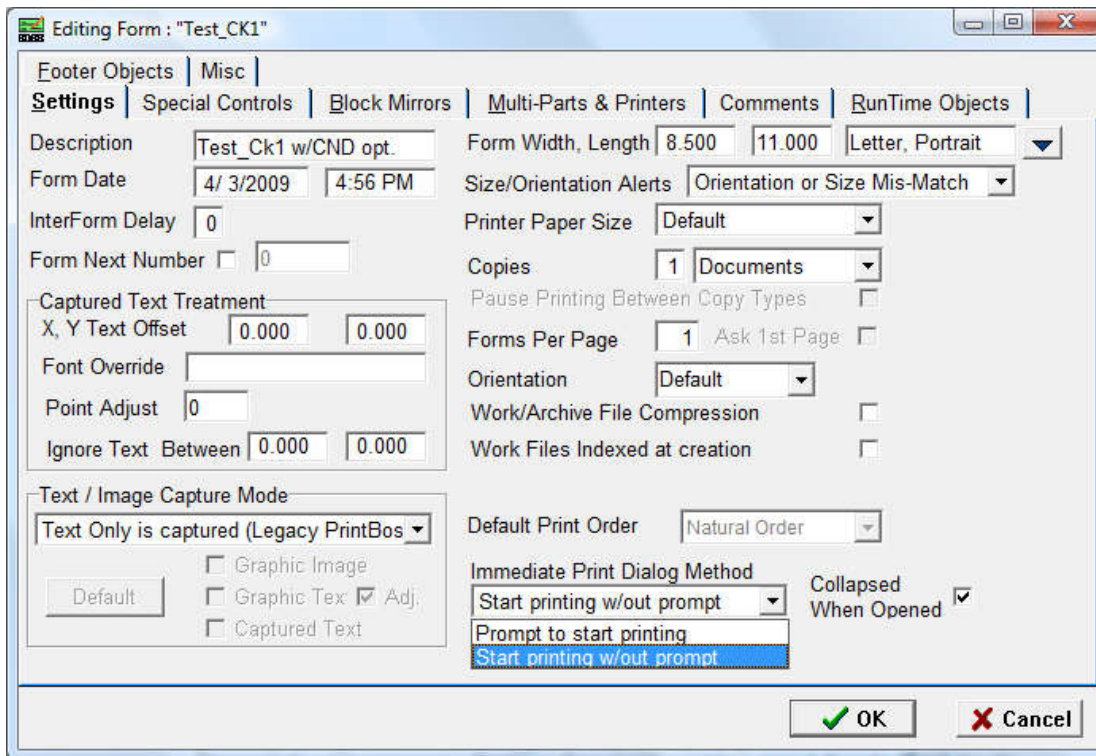 Editing Form : "Test_CK1"
Footer Objects Misc
Settings Special Controls Block Mirrors Multi-Parts & Printers Comments RunTime Objects
Description Test_Ck1 w/CND opt.
Form Date 4/ 3/2009 4:56 PM
InterForm Delay 0
Form Next Number 0
Captured Text Treatment
X, Y Text Offset 0.000 0.000
Font Override
Point Adjust 0
Ignore Text Between 0.000 0.000
Text / Image Capture Mode
Text Only is captured (Legacy PrintBos
Default
Graphic Image
Graphic Tex Adj.
Captured Text
Form Width, Length 8.500 11.000 Letter, Portrait
Size/Orientation Alerts Orientation or Size Mis-Match
Printer Paper Size Default
Copies 1 Documents
Pause Printing Between Copy Types
Forms Per Page 1 Ask 1st Page
Orientation Default
Work/Archive File Compression
Work Files Indexed at creation
Default Print Order Natural Order
Immediate Print Dialog Method
Start printing w/out prompt
Prompt to start printing
Start printing w/out prompt
Collapsed
When Opened
OK Cancel